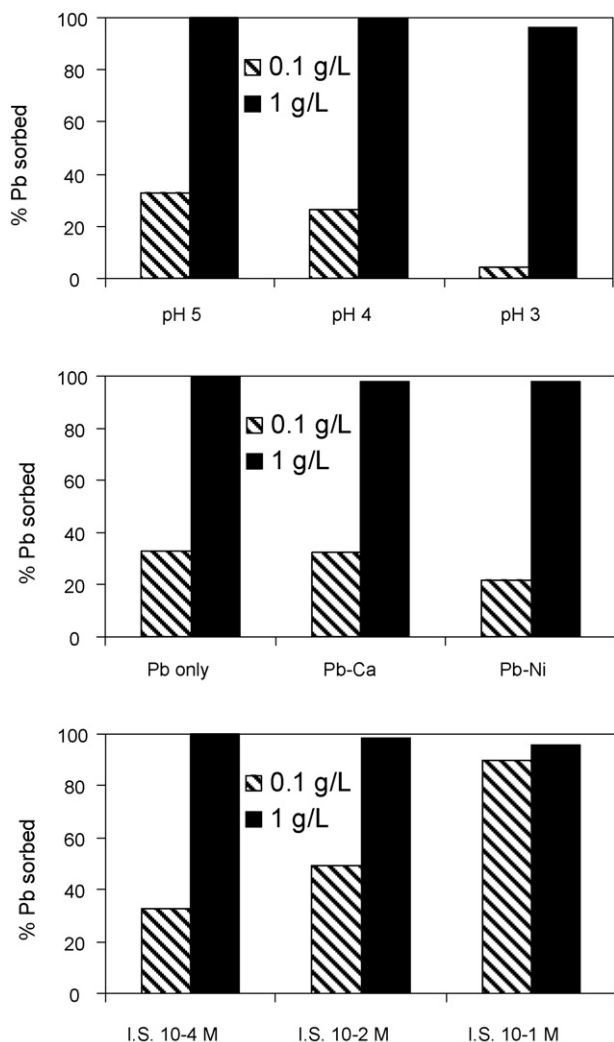 100
80
60
40
20
0
% Pb sorbed
0.1 g/L
1 g/L
pH 5 pH 4 pH 3
100
80
60
40
20
0
% Pb sorbed
0.1 g/L
1 g/L
Pb only Pb-Ca Pb-Ni
100
80
60
40
20
0
% Pb sorbed
0.1 g/L
1 g/L
I.S. 10-4 M I.S. 10-2 M I.S. 10-1 M